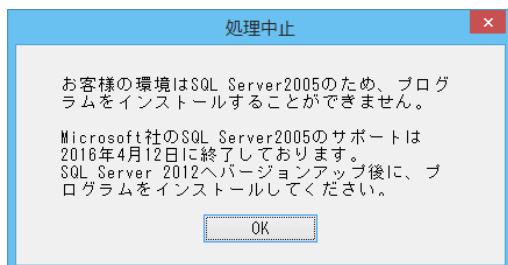 処理中止
×
お客様の環境はSQL Server2005のため、プログ
ラムをインストールすることができません。
Microsoft社のSQL Server2005のサポートは
2016年4月12日に終了しております。
SQL Server 2012へバージョンアップ後に、プ
ログラムをインストールしてください。
OK